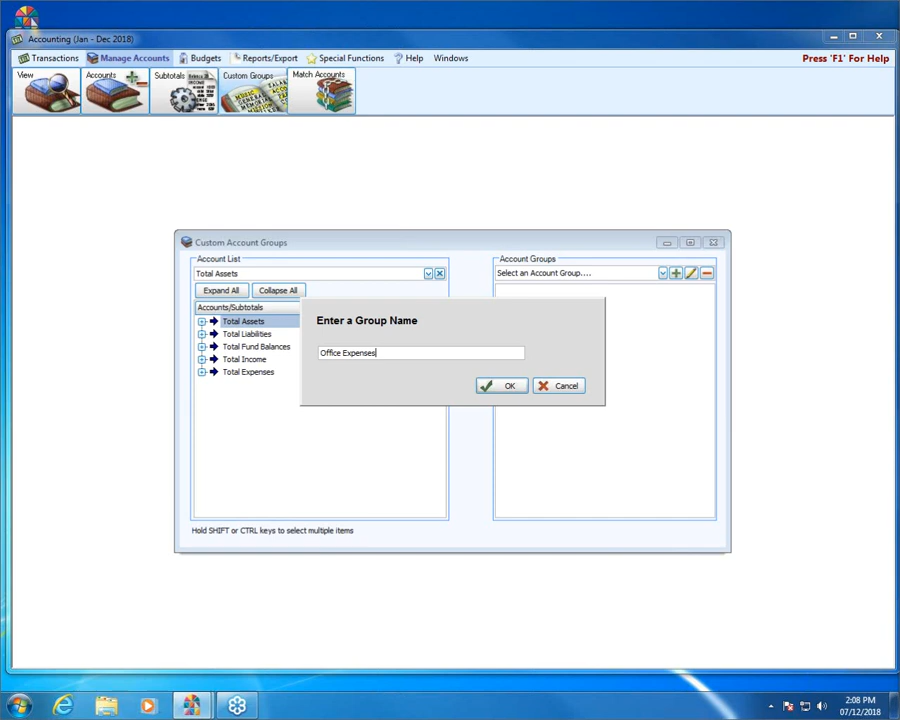 Accounting (Jan - Dec 2018)
Transactions Manage Accounts Budgets Reports/Export Special Functions Help Windows Press 'F1' For Help
View Accounts Subtotals Custom Groups Match Accounts
Custom Account Groups
Account List
Total Assets
Expand All Collapse All
Accounts/Subtotals
Total Assets
Total Liabilities
Total Fund Balances
Total Income
Total Expenses
Hold SHIFT or CTRL keys to select multiple items
Account Groups
Select an Account Group....
Enter a Group Name
Office Expenses
OK Cancel
2:08 PM
07/12/2018